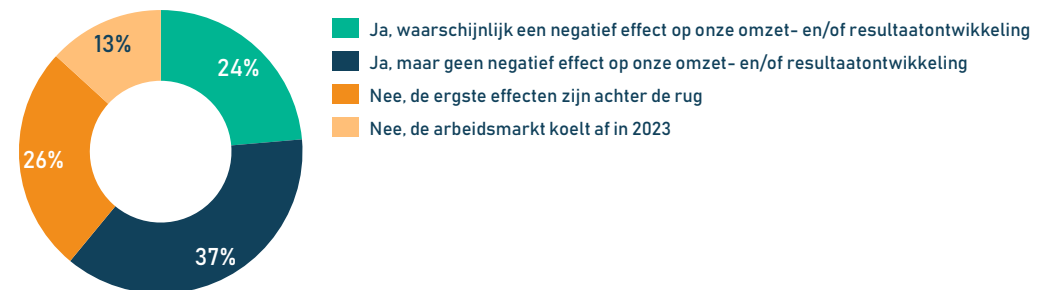 13%
24%
26%
37%
Ja, waarschijnlijk een negatief effect op onze omzet- en/of resultaatontwikkeling
Ja, maar geen negatief effect op onze omzet- en/of resultaatontwikkeling
Nee, de ergste effecten zijn achter de rug
Nee, de arbeidsmarkt koelt af in 2023